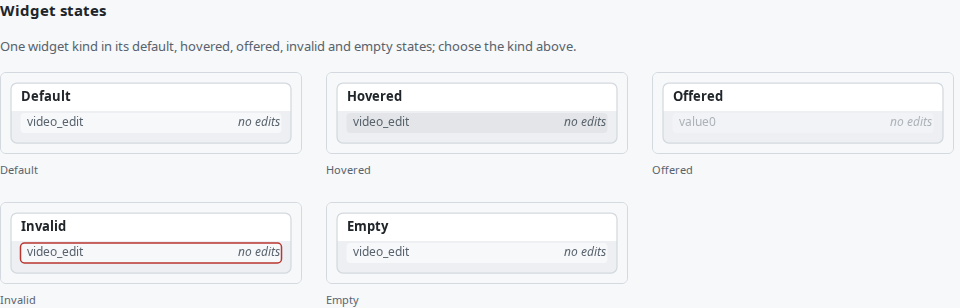 Widget states
One widget kind in its default, hovered, offered, invalid and empty states; choose the kind above.
Default
video_edit no edits
Default
Hovered
video_edit no edits
Hovered
Offered
value0 no edits
Offered
Invalid
video_edit no edits
Invalid
Empty
video_edit no edits
Empty